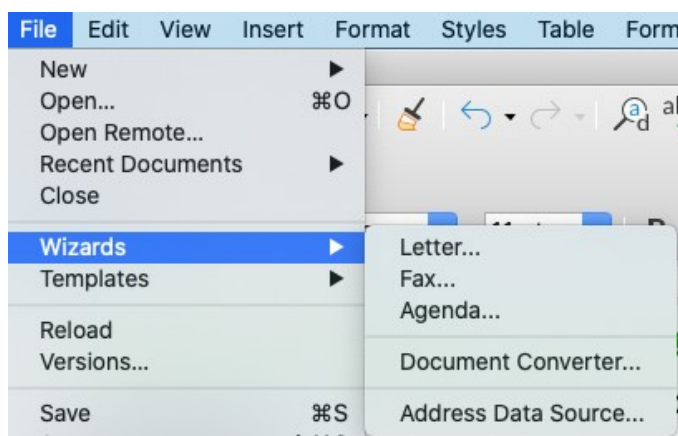 File Edit View Insert Format Styles Table Form
New
Open... ⌘O
Open Remote...
Recent Documents
Close
Wizards
Templates
Reload
Versions...
Save ⌘S
Letter...
Fax...
Agenda...
Document Converter...
Address Data Source...